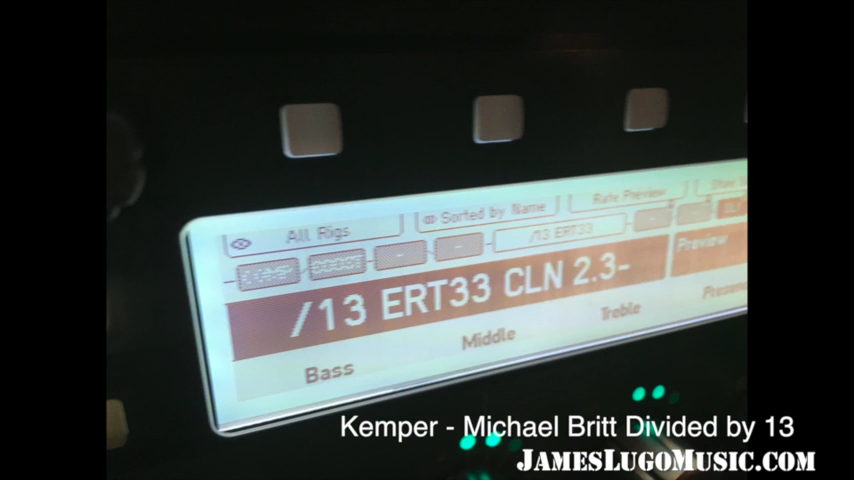 All Rigs
Sorted by Name
Rate Preview
COMP BOOST - - /13 ERT33 - -
/13 ERT33 CLN 2.3-
Preview
Bass Middle Treble
Kemper - Michael Britt Divided by 13
JAMESLUGOMUSIC.COM